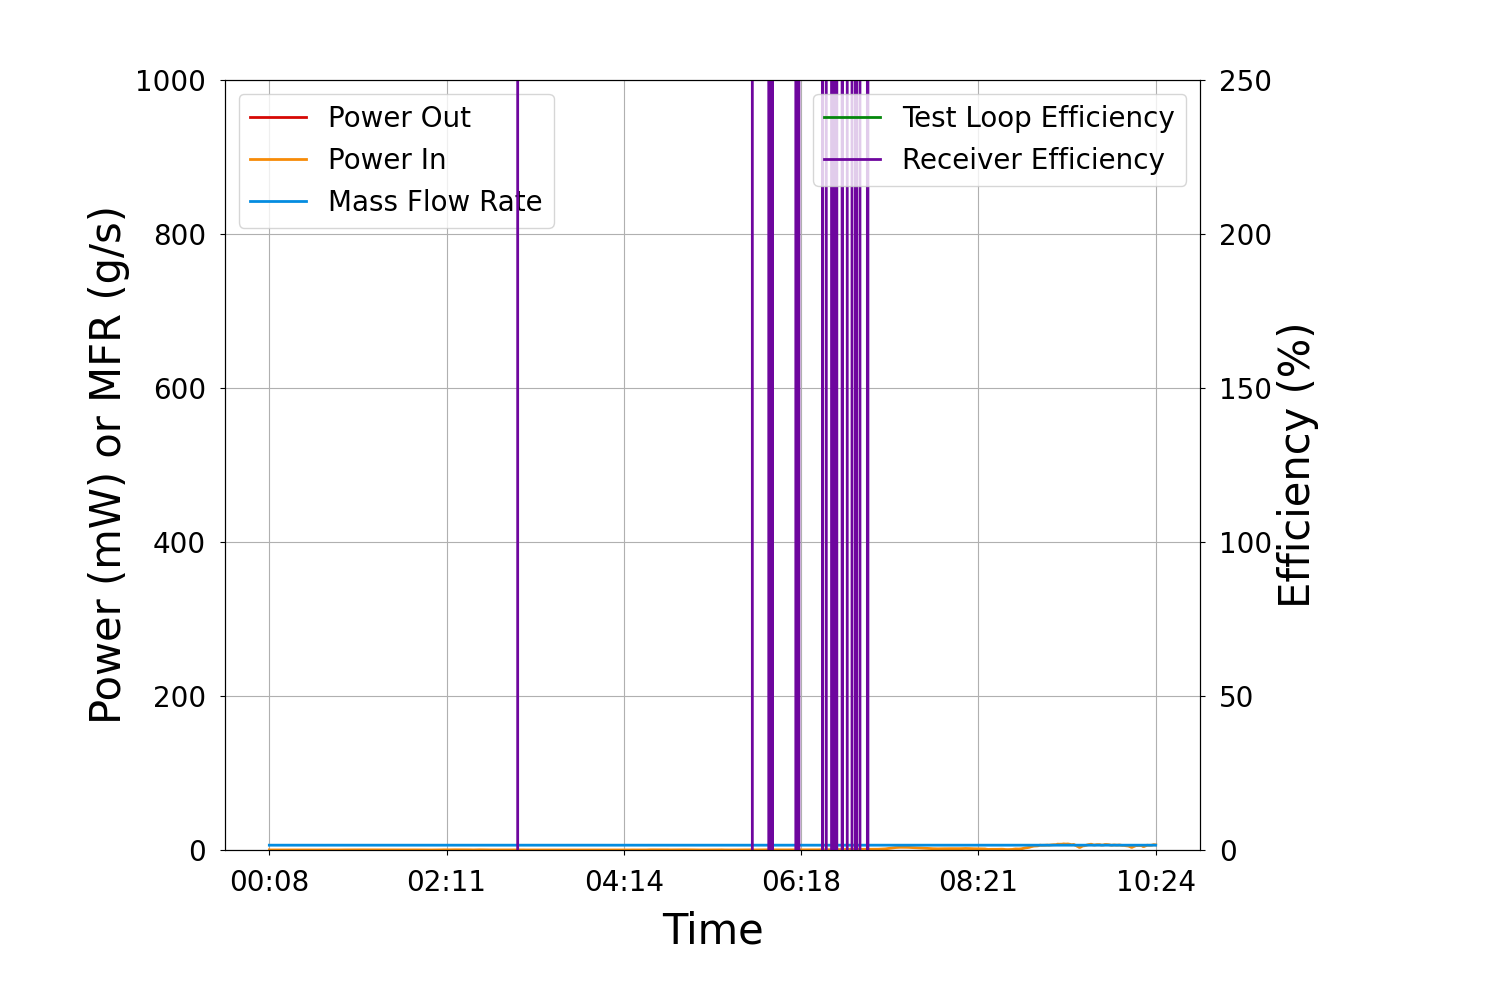 Power (mW) or MFR (g/s)
1000
800
600
400
200
0
Power Out
Power In
Mass Flow Rate
Test Loop Efficiency
Receiver Efficiency
250
200
150
100
50
0
Efficiency (%)
00:08 02:11 04:14 06:18 08:21 10:24
Time